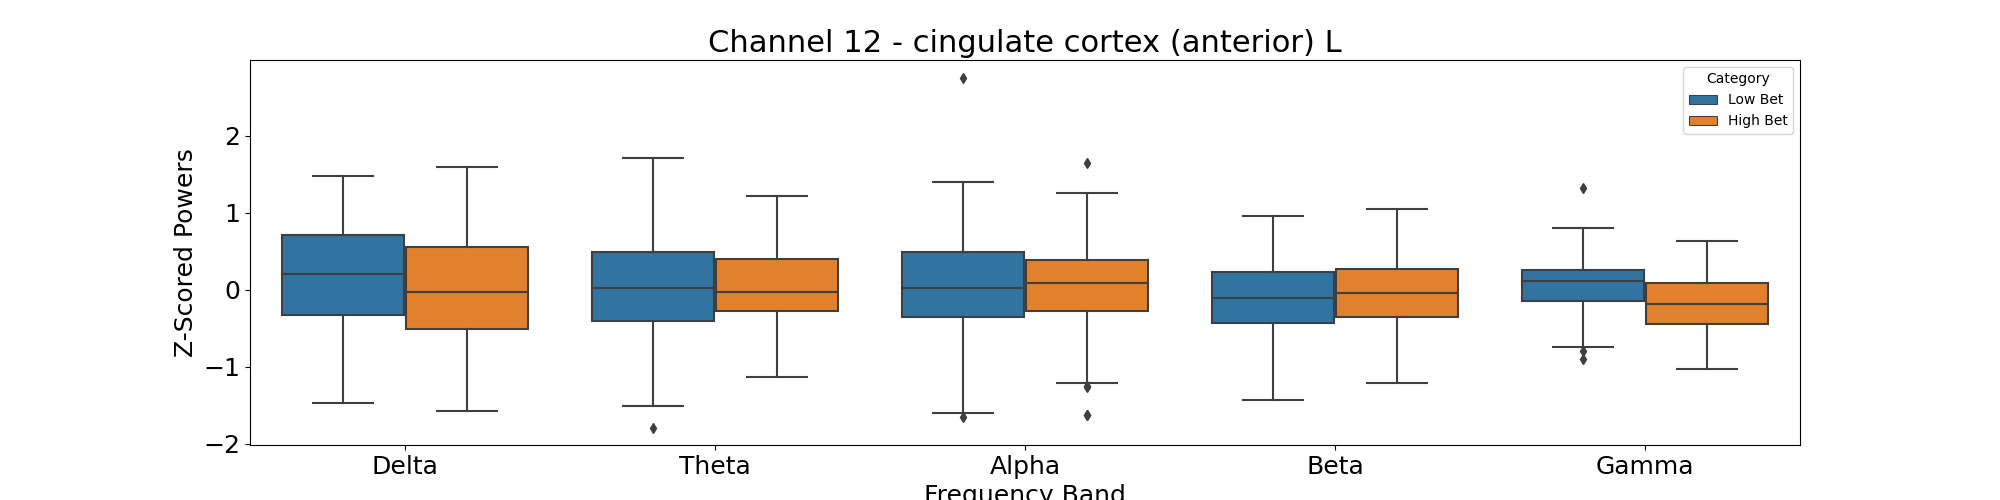 Channel 12 - cingulate cortex (anterior) L
Category
Low Bet
High Bet
Z-Scored Powers
2
1
0
−1
−2
Delta
Theta
Alpha
Beta
Gamma
Frequency Band